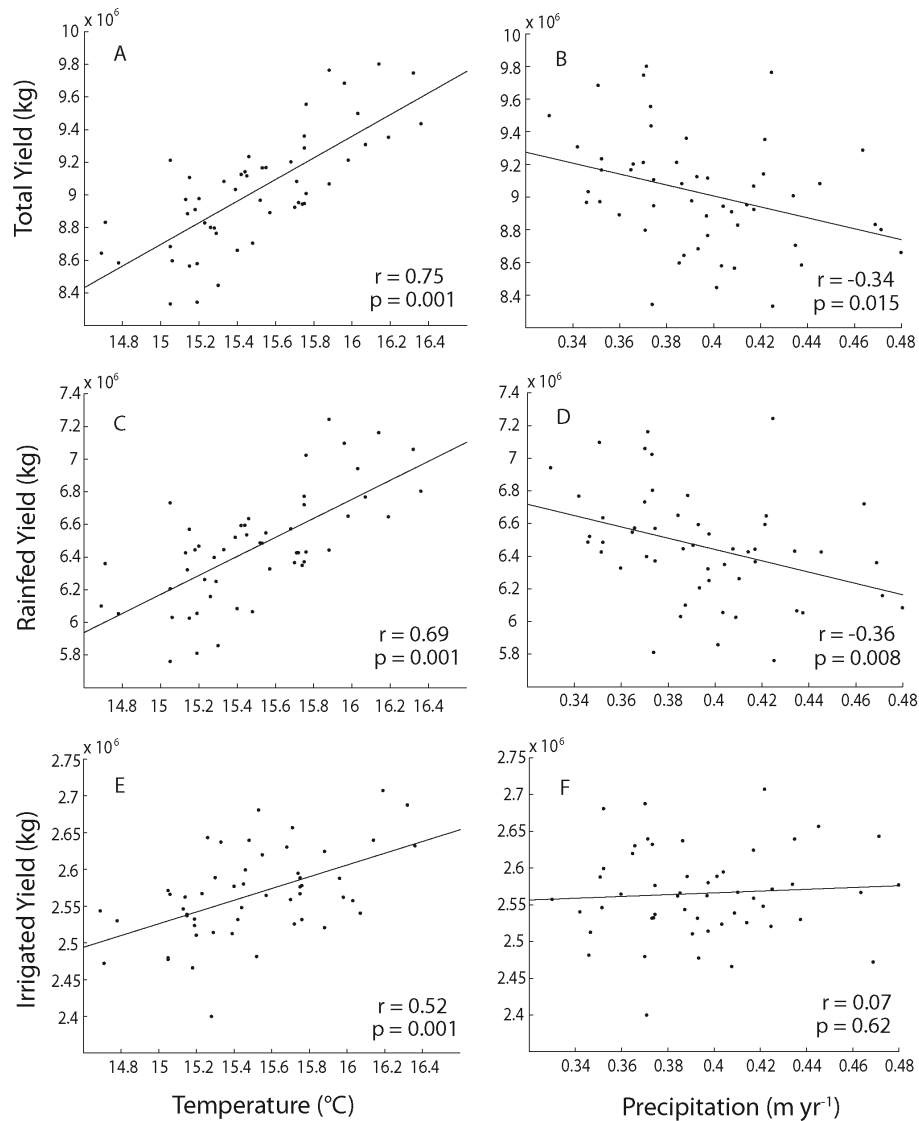 x 10⁶
A
Total Yield (kg)
10
9.8
9.6
9.4
9.2
9
8.8
8.6
8.4
r = 0.75
p = 0.001
14.8 15 15.2 15.4 15.6 15.8 16 16.2 16.4
x 10⁶
B
10
9.8
9.6
9.4
9.2
9
8.8
8.6
8.4
r = -0.34
p = 0.015
0.34 0.36 0.38 0.4 0.42 0.44 0.46 0.48
x 10⁶
C
Rainfed Yield (kg)
7.4
7.2
7
6.8
6.6
6.4
6.2
6
5.8
r = 0.69
p = 0.001
14.8 15 15.2 15.4 15.6 15.8 16 16.2 16.4
x 10⁶
D
7.4
7.2
7
6.8
6.6
6.4
6.2
6
5.8
r = -0.36
p = 0.008
0.34 0.36 0.38 0.4 0.42 0.44 0.46 0.48
x 10⁶
E
Irrigated Yield (kg)
2.75
2.7
2.65
2.6
2.55
2.5
2.45
2.4
r = 0.52
p = 0.001
14.8 15 15.2 15.4 15.6 15.8 16 16.2 16.4
Temperature (°C)
x 10⁶
F
2.75
2.7
2.65
2.6
2.55
2.5
2.45
2.4
r = 0.07
p = 0.62
0.34 0.36 0.38 0.4 0.42 0.44 0.46 0.48
Precipitation (m yr⁻¹)